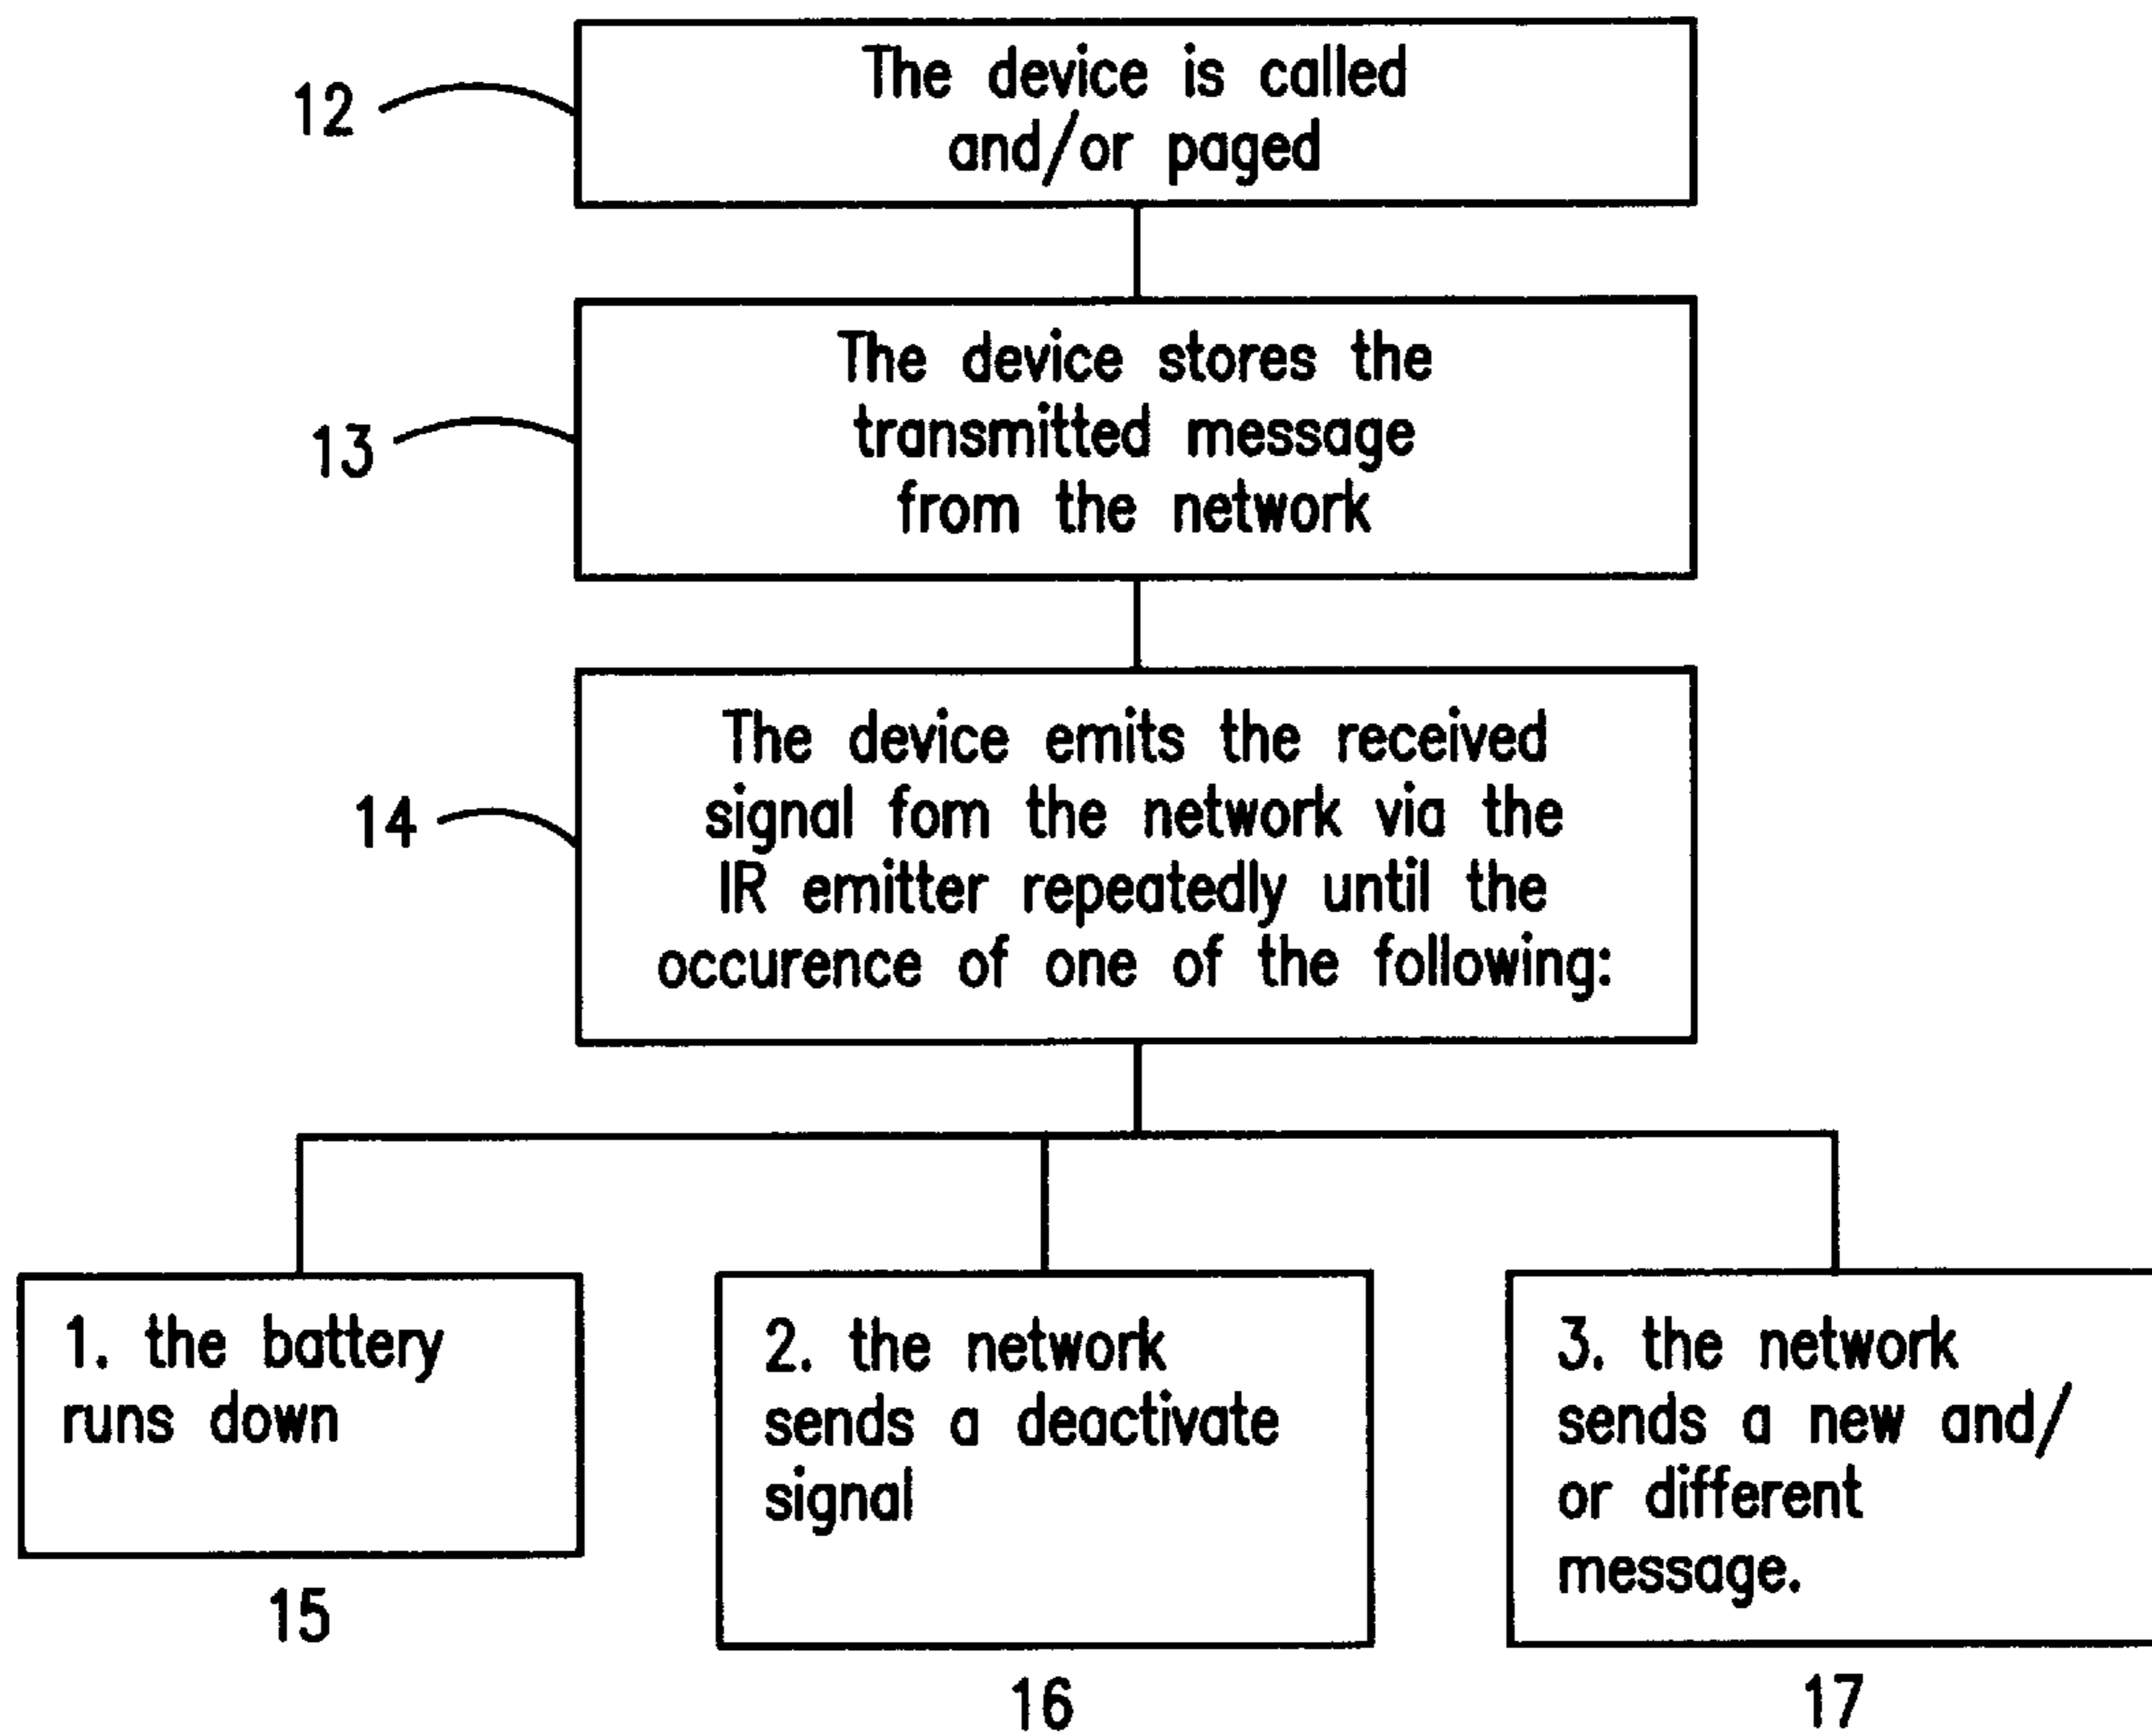 12
The device is called
and/or paged
13
The device stores the
transmitted message
from the network
14
The device emits the received
signal fom the network via the
IR emitter repeatedly until the
occurence of one of the following:
1. the battery
runs down
15
2. the network
sends a deactivate
signal
16
3. the network
sends a new and/
or different
message.
17